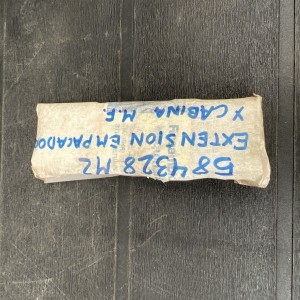 584328 M2
EXTENSION EMPACADO
X CABINA M.F.